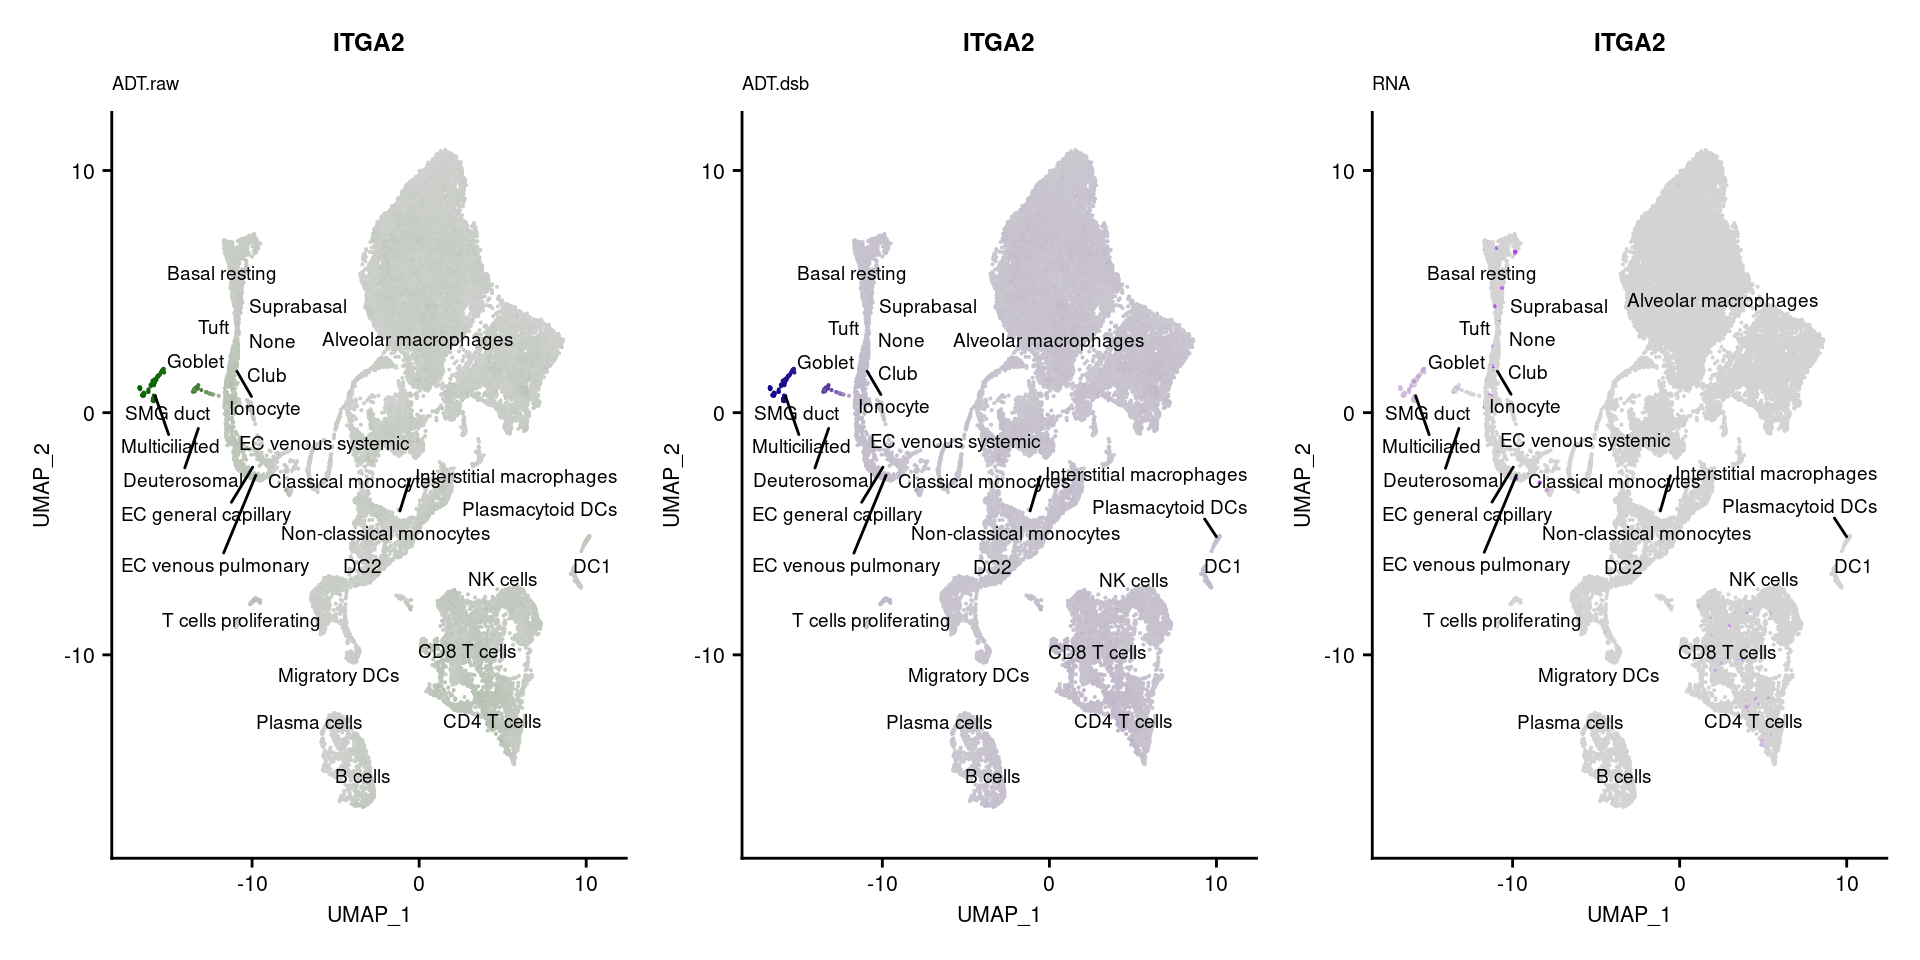 ITGA2
ADT.raw
10
0
-10
UMAP_2
Basal resting
Suprabasal
Tuft
None
Alveolar macrophages
Goblet
Club
SMG duct
Ionocyte
Multiciliated
EC venous systemic
Deuterosomal
Classical monocytes
Interstitial macrophages
EC general capillary
Plasmacytoid DCs
Non-classical monocytes
EC venous pulmonary
DC2
NK cells
DC1
T cells proliferating
CD8 T cells
Migratory DCs
Plasma cells
CD4 T cells
B cells
-10
0
10
UMAP_1
ITGA2
ADT.dsb
10
0
-10
UMAP_2
Basal resting
Suprabasal
Tuft
None
Alveolar macrophages
Goblet
Club
SMG duct
Ionocyte
Multiciliated
EC venous systemic
Deuterosomal
Classical monocytes
Interstitial macrophages
EC general capillary
Plasmacytoid DCs
Non-classical monocytes
EC venous pulmonary
DC2
NK cells
DC1
T cells proliferating
CD8 T cells
Migratory DCs
Plasma cells
CD4 T cells
B cells
-10
0
10
UMAP_1
ITGA2
RNA
10
0
-10
UMAP_2
Basal resting
Suprabasal
Alveolar macrophages
Tuft
None
Goblet
Club
SMG duct
Ionocyte
Multiciliated
EC venous systemic
Deuterosomal
Classical monocytes
Interstitial macrophages
EC general capillary
Plasmacytoid DCs
Non-classical monocytes
EC venous pulmonary
DC2
NK cells
DC1
T cells proliferating
CD8 T cells
Migratory DCs
Plasma cells
CD4 T cells
B cells
-10
0
10
UMAP_1